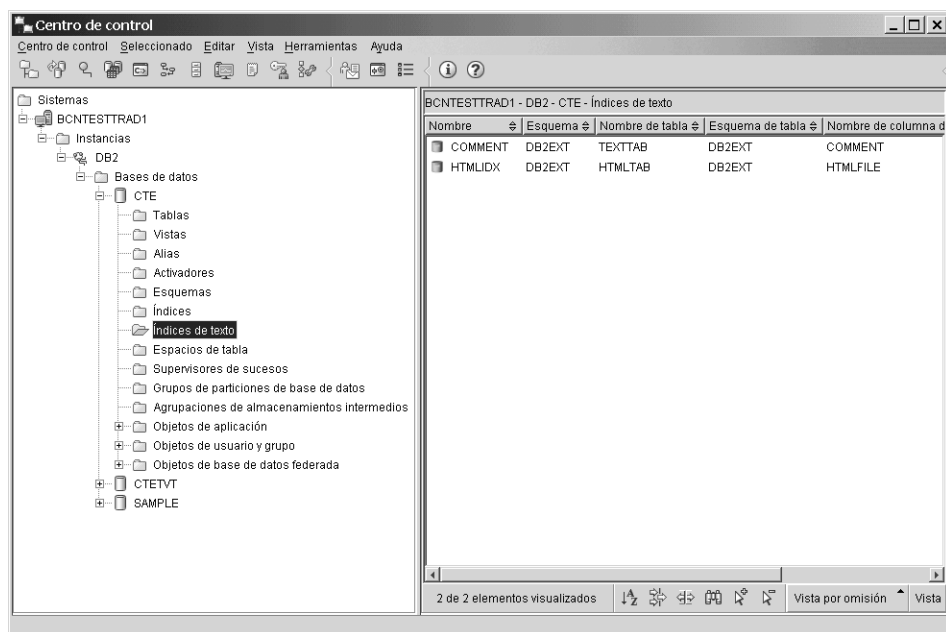 Centro de control
Centro de control Seleccionado Editar Vista Herramientas Ayuda
Sistemas
BCNTESTTRAD1
Instancias
DB2
Bases de datos
CTE
Tablas
Vistas
Alias
Activadores
Esquemas
Índices
Índices de texto
Espacios de tabla
Supervisores de sucesos
Grupos de particiones de base de datos
Agrupaciones de almacenamientos intermedios
Objetos de aplicación
Objetos de usuario y grupo
Objetos de base de datos federada
CTETVT
SAMPLE
BCNTESTTRAD1 - DB2 - CTE - Índices de texto
Nombre Esquema Nombre de tabla Esquema de tabla Nombre de columna d
COMMENT DB2EXT TEXTTAB DB2EXT COMMENT
HTMLIDX DB2EXT HTMLTAB DB2EXT HTMLFILE
2 de 2 elementos visualizados Vista por omisión Vista